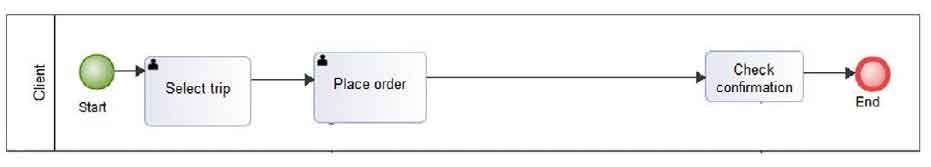 Client
Start
Select trip
Place order
Check
confirmation
End